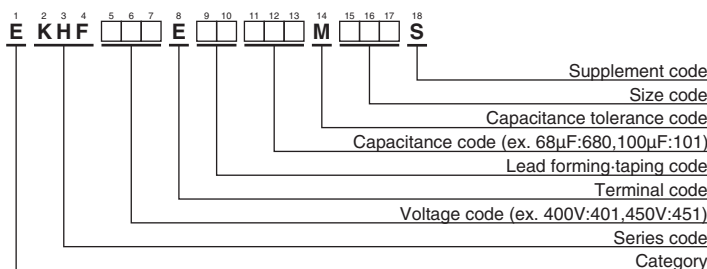 1 2 3 4 5 6 7 8 9 10 11 12 13 14 15 16 17 18
E K H F E M S
Supplement code
Size code
Capacitance tolerance code
Capacitance code (ex. 68μF:680,100μF:101)
Lead forming·taping code
Terminal code
Voltage code (ex. 400V:401,450V:451)
Series code
Category